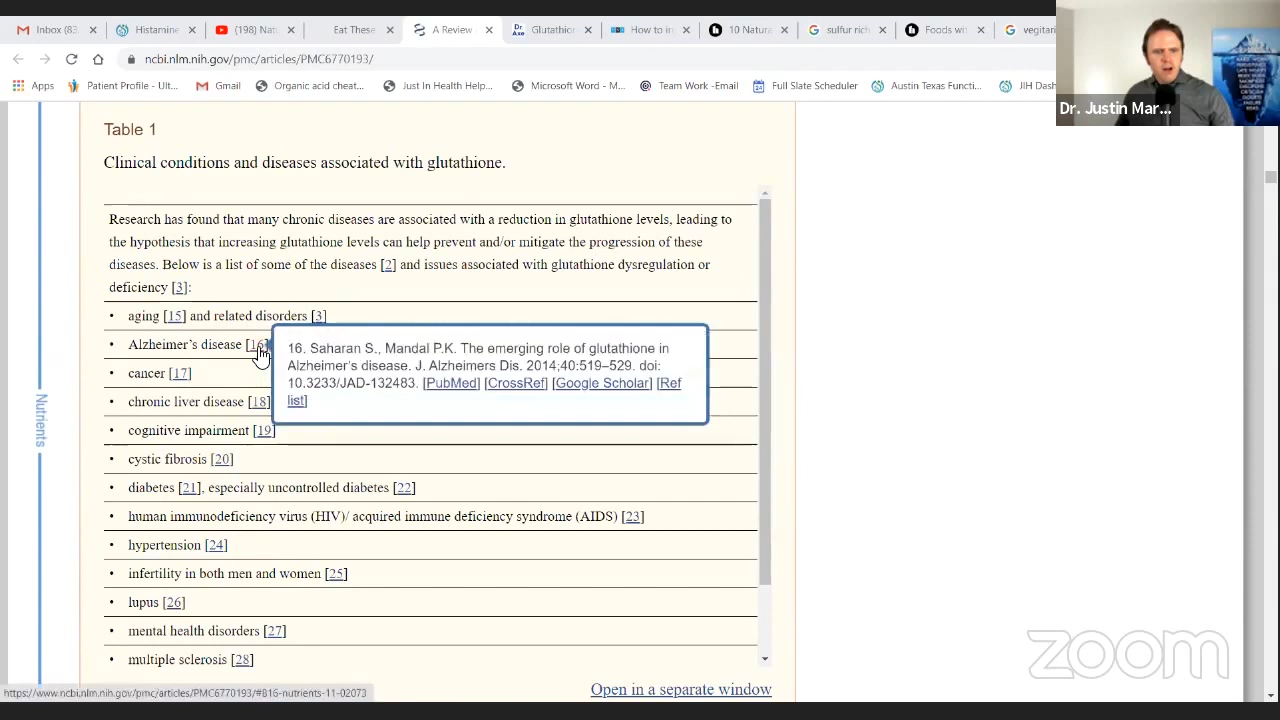 Inbox (83.
Histamine
(198) Natu
Eat These
A Review
Dr. Axe
Glutathion
How to in
10 Natura
sulfur rich
Foods wit
vegitarian
ncbi.nlm.nih.gov/pmc/articles/PMC6770193/
Apps
Patient Profile - Ult...
Gmail
Organic acid cheat...
Just In Health Help...
Microsoft Word - M...
Team Work -Email
Full Slate Scheduler
Austin Texas Functi...
JIH Dash
Dr. Justin Mar...
Table 1
Clinical conditions and diseases associated with glutathione.
Research has found that many chronic diseases are associated with a reduction in glutathione levels, leading to
the hypothesis that increasing glutathione levels can help prevent and/or mitigate the progression of these
diseases. Below is a list of some of the diseases [2] and issues associated with glutathione dysregulation or
deficiency [3]:
• aging [15] and related disorders [3]
• Alzheimer's disease [16]
16. Saharan S., Mandal P.K. The emerging role of glutathione in
Alzheimer's disease. J. Alzheimers Dis. 2014;40:519–529. doi:
10.3233/JAD-132483. [PubMed] [CrossRef] [Google Scholar] [Ref
list]
• cancer [17]
• chronic liver disease [18]
• cognitive impairment [19]
• cystic fibrosis [20]
• diabetes [21], especially uncontrolled diabetes [22]
• human immunodeficiency virus (HIV)/ acquired immune deficiency syndrome (AIDS) [23]
• hypertension [24]
• infertility in both men and women [25]
• lupus [26]
• mental health disorders [27]
• multiple sclerosis [28]
Nutrients
zoom
https://www.ncbi.nlm.nih.gov/pmc/articles/PMC6770193/#B16-nutrients-11-02073
Open in a separate window